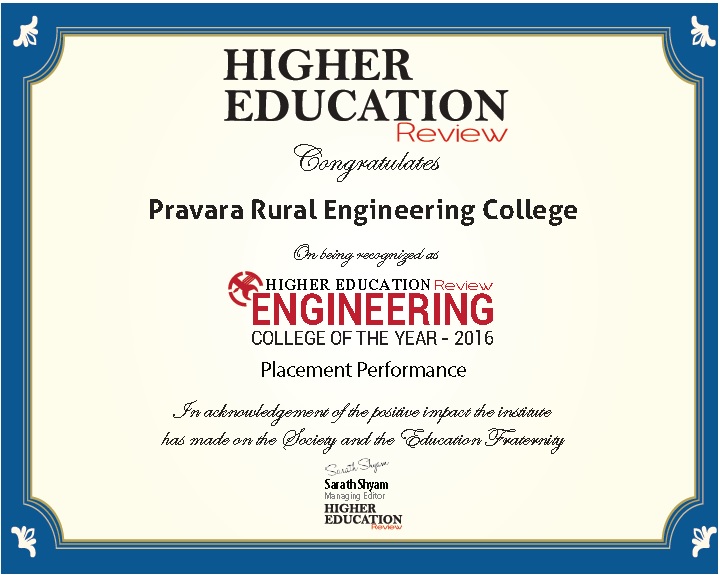 HIGHER
EDUCATION
Review
Congratulates
Pravara Rural Engineering College
On being recognized as
HIGHER EDUCATION Review
ENGINEERING
COLLEGE OF THE YEAR - 2016
Placement Performance
In acknowledgement of the positive impact the institute
has made on the Society and the Education Fraternity
Sarath Shyam
Sarath Shyam
Managing Editor
HIGHER
EDUCATION
Review